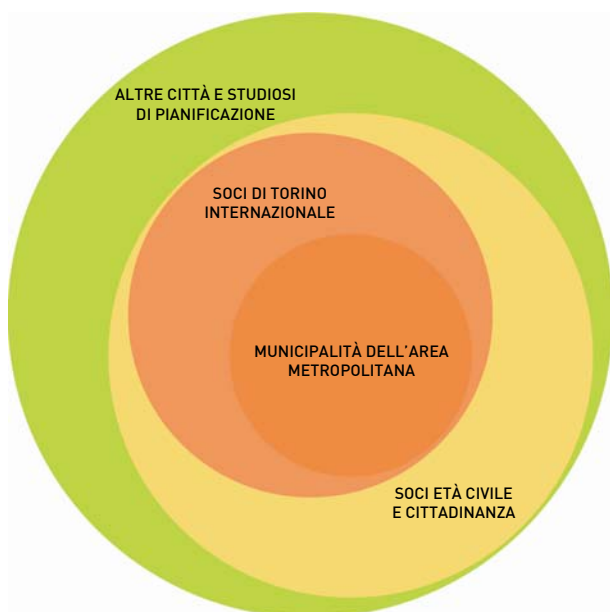 ALTRE CITTÀ E STUDIOSI
DI PIANIFICAZIONE
SOCI DI TORINO
INTERNAZIONALE
MUNICIPALITÀ DELL'AREA
METROPOLITANA
SOCI ETÀ CIVILE
E CITTADINANZA